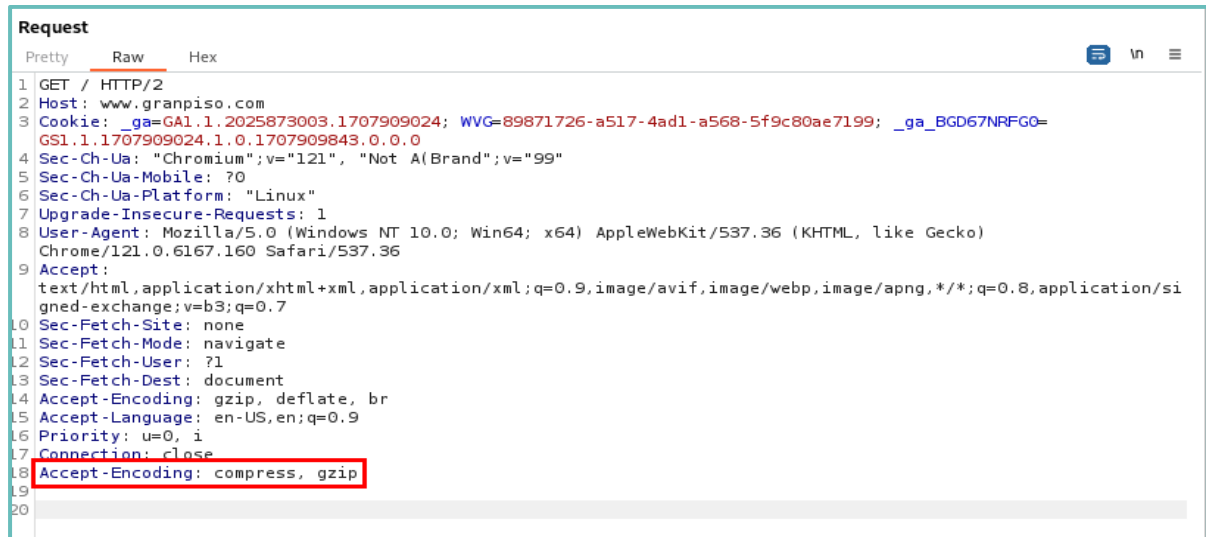 Request
Pretty Raw Hex \n
1 GET / HTTP/2
2 Host: www.granpiso.com
3 Cookie: _ga=GA1.1.2025873003.1707909024; WVG=89871726-a517-4ad1-a568-5f9c80ae7199; _ga_BGD67NRFG0=
GS1.1.1707909024.1.0.1707909843.0.0.0
4 Sec-Ch-Ua: "Chromium";v="121", "Not A(Brand";v="99"
5 Sec-Ch-Ua-Mobile: ?0
6 Sec-Ch-Ua-Platform: "Linux"
7 Upgrade-Insecure-Requests: 1
8 User-Agent: Mozilla/5.0 (Windows NT 10.0; Win64; x64) AppleWebKit/537.36 (KHTML, like Gecko)
Chrome/121.0.6167.160 Safari/537.36
9 Accept:
text/html,application/xhtml+xml,application/xml;q=0.9,image/avif,image/webp,image/apng,*/*;q=0.8,application/si
gned-exchange;v=b3;q=0.7
10 Sec-Fetch-Site: none
11 Sec-Fetch-Mode: navigate
12 Sec-Fetch-User: ?1
13 Sec-Fetch-Dest: document
14 Accept-Encoding: gzip, deflate, br
15 Accept-Language: en-US,en;q=0.9
16 Priority: u=0, i
17 Connection: close
18 Accept-Encoding: compress, gzip
19
20